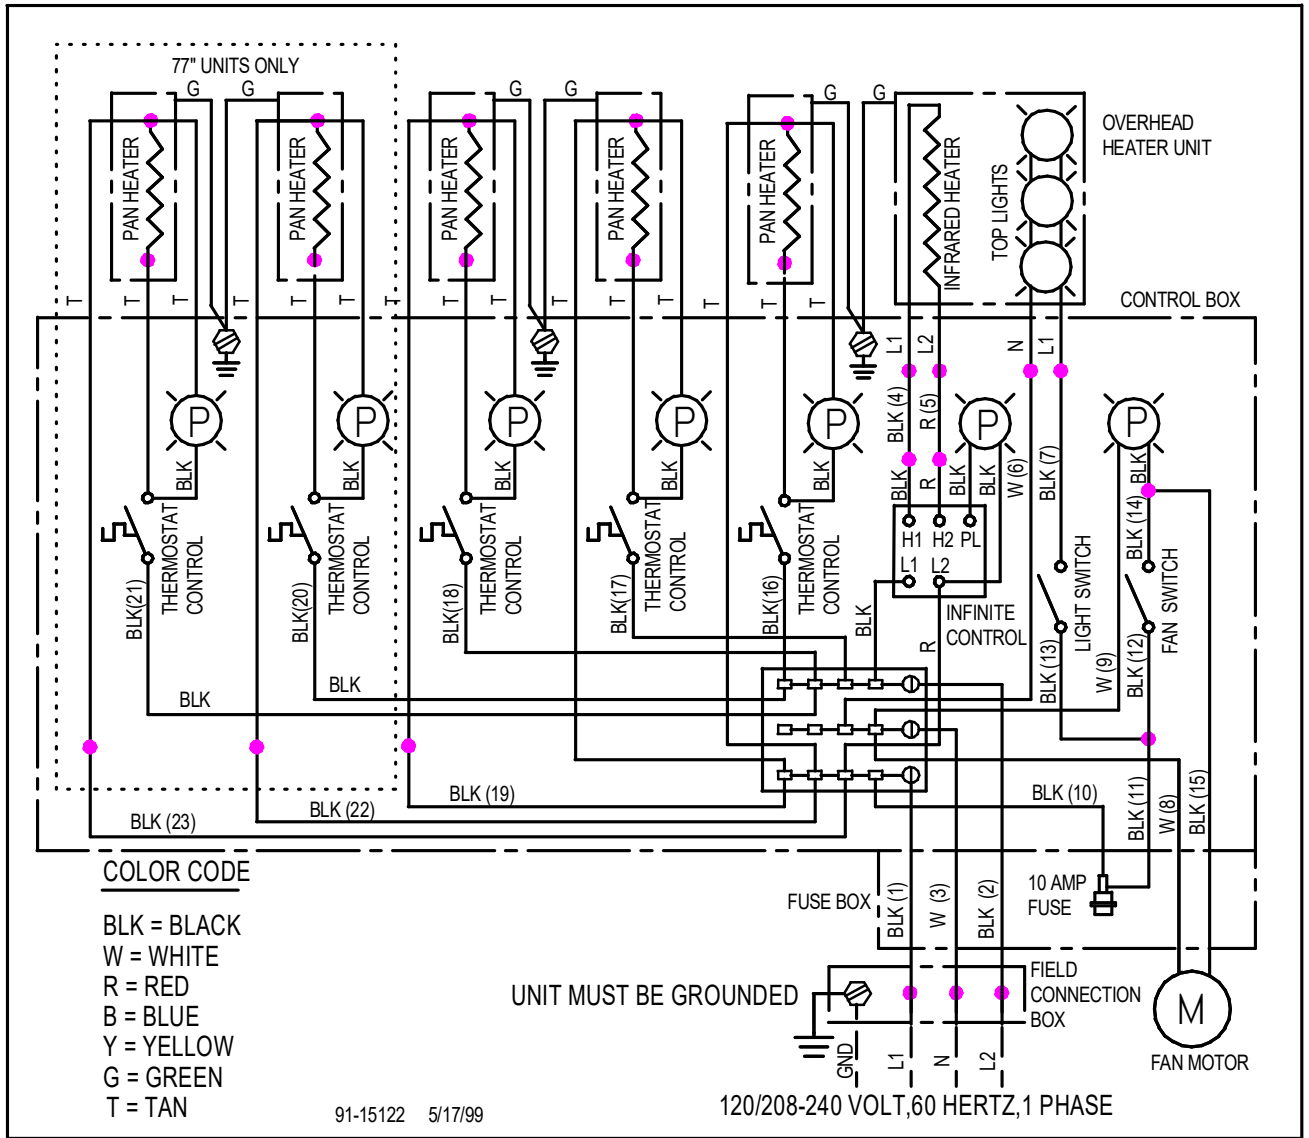 77" UNITS ONLY
G
G
G
G
G
G
PAN HEATER
PAN HEATER
PAN HEATER
PAN HEATER
PAN HEATER
INFRARED HEATER
TOP LIGHTS
OVERHEAD
HEATER UNIT
T
T
T
T
T
T
T
T
T
T
CONTROL BOX
L1
L2
N
L1
BLK (4)
R (5)
W (6)
BLK (7)
P
P
P
P
P
P
P
BLK
BLK
BLK
BLK
BLK
BLK
R
BLK
BLK
BLK
BLK (14)
H1
H2
PL
L1
L2
THERMOSTAT
CONTROL
THERMOSTAT
CONTROL
THERMOSTAT
CONTROL
THERMOSTAT
CONTROL
THERMOSTAT
CONTROL
INFINITE
CONTROL
LIGHT SWITCH
FAN SWITCH
BLK(21)
BLK(20)
BLK(18)
BLK(17)
BLK(16)
BLK
R
BLK (13)
W (9)
BLK (12)
BLK
BLK
BLK (19)
BLK (22)
BLK (23)
BLK (10)
BLK (11)
W (8)
BLK (15)
COLOR CODE
BLK = BLACK
W = WHITE
R = RED
B = BLUE
Y = YELLOW
G = GREEN
T = TAN
FUSE BOX
BLK (1)
W (3)
BLK (2)
10 AMP
FUSE
UNIT MUST BE GROUNDED
FIELD
CONNECTION
BOX
M
FAN MOTOR
GND
L1
N
L2
91-15122 5/17/99
120/208-240 VOLT,60 HERTZ,1 PHASE